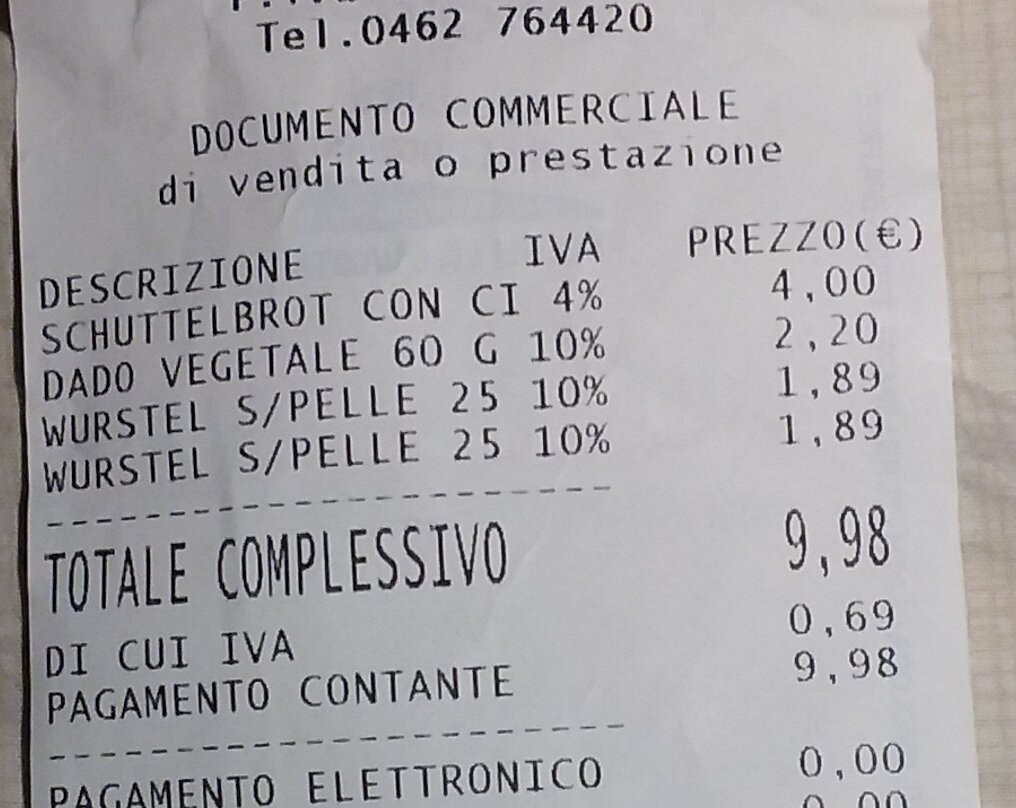 Tel.0462 764420
DOCUMENTO COMMERCIALE
di vendita o prestazione
DESCRIZIONE IVA PREZZO(€)
SCHUTTELBROT CON CI 4% 4,00
DADO VEGETALE 60 G 10% 2,20
WURSTEL S/PELLE 25 10% 1,89
WURSTEL S/PELLE 25 10% 1,89
------------------------
TOTALE COMPLESSIVO 9,98
DI CUI IVA 0,69
PAGAMENTO CONTANTE 9,98
------------------------
PAGAMENTO ELETTRONICO 0,00